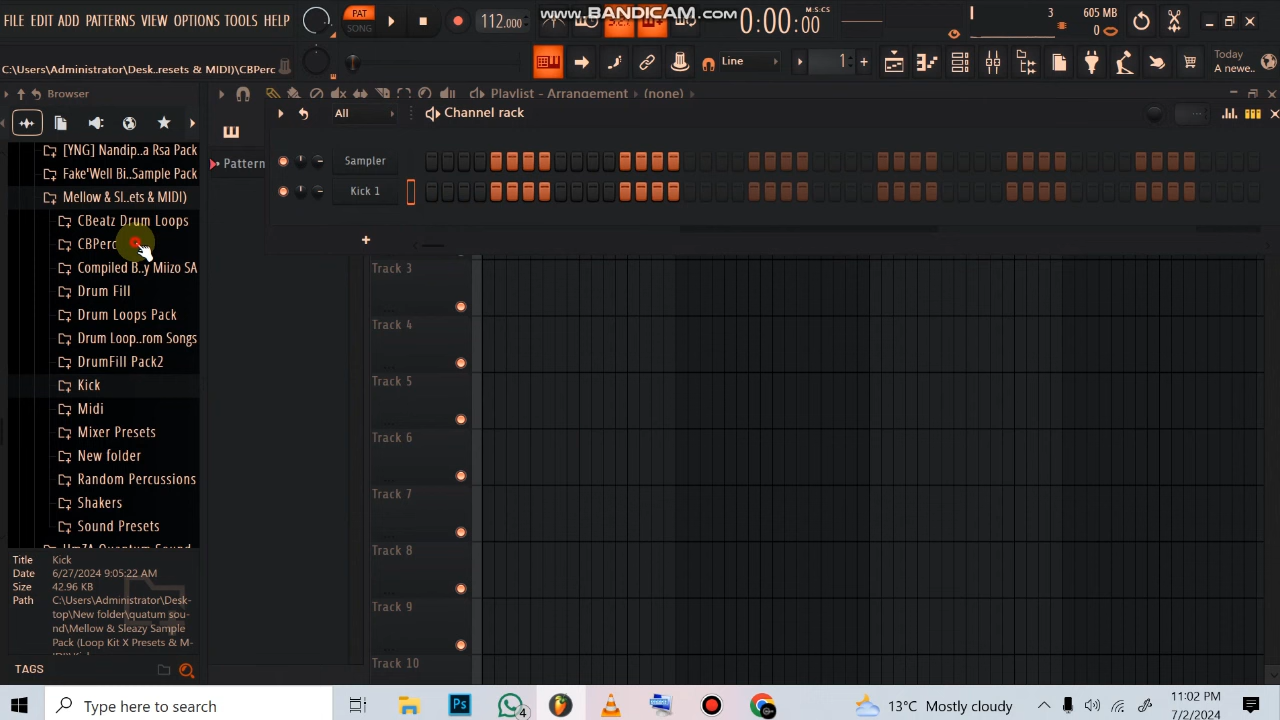 FILE EDIT ADD PATTERNS VIEW OPTIONS TOOLS HELP
PAT
SONG
112.000
www.BANDICAM.com
0:00:00
M:S:CS
3
605 MB
0
C:\Users\Administrator\Desk..resets & MIDI)\CBPerc
Line
1
Today
A newe..
Browser
Playlist - Arrangement
(none)
All
Channel rack
[YNG] Nandip..a Rsa Pack
Fake'Well Bi..Sample Pack
Mellow & Sl..ets & MIDI)
CBeatz Drum Loops
CBPerc
Compiled B..y Miizo SA
Drum Fill
Drum Loops Pack
Drum Loop..rom Songs
DrumFill Pack2
Kick
Midi
Mixer Presets
New folder
Random Percussions
Shakers
Sound Presets
Pattern
Sampler
Kick 1
+
Track 3
Track 4
Track 5
Track 6
Track 7
Track 8
Track 9
Track 10
Title Kick
Date 6/27/2024 9:05:22 AM
Size 42.96 KB
Path C:\Users\Administrator\Desk-
top\New folder\quatum sou-
nd\Mellow & Sleazy Sample
Pack (Loop Kit X Presets & M-
TAGS
Type here to search
Ps
4
13°C Mostly cloudy
11:02 PM
7/2/2024